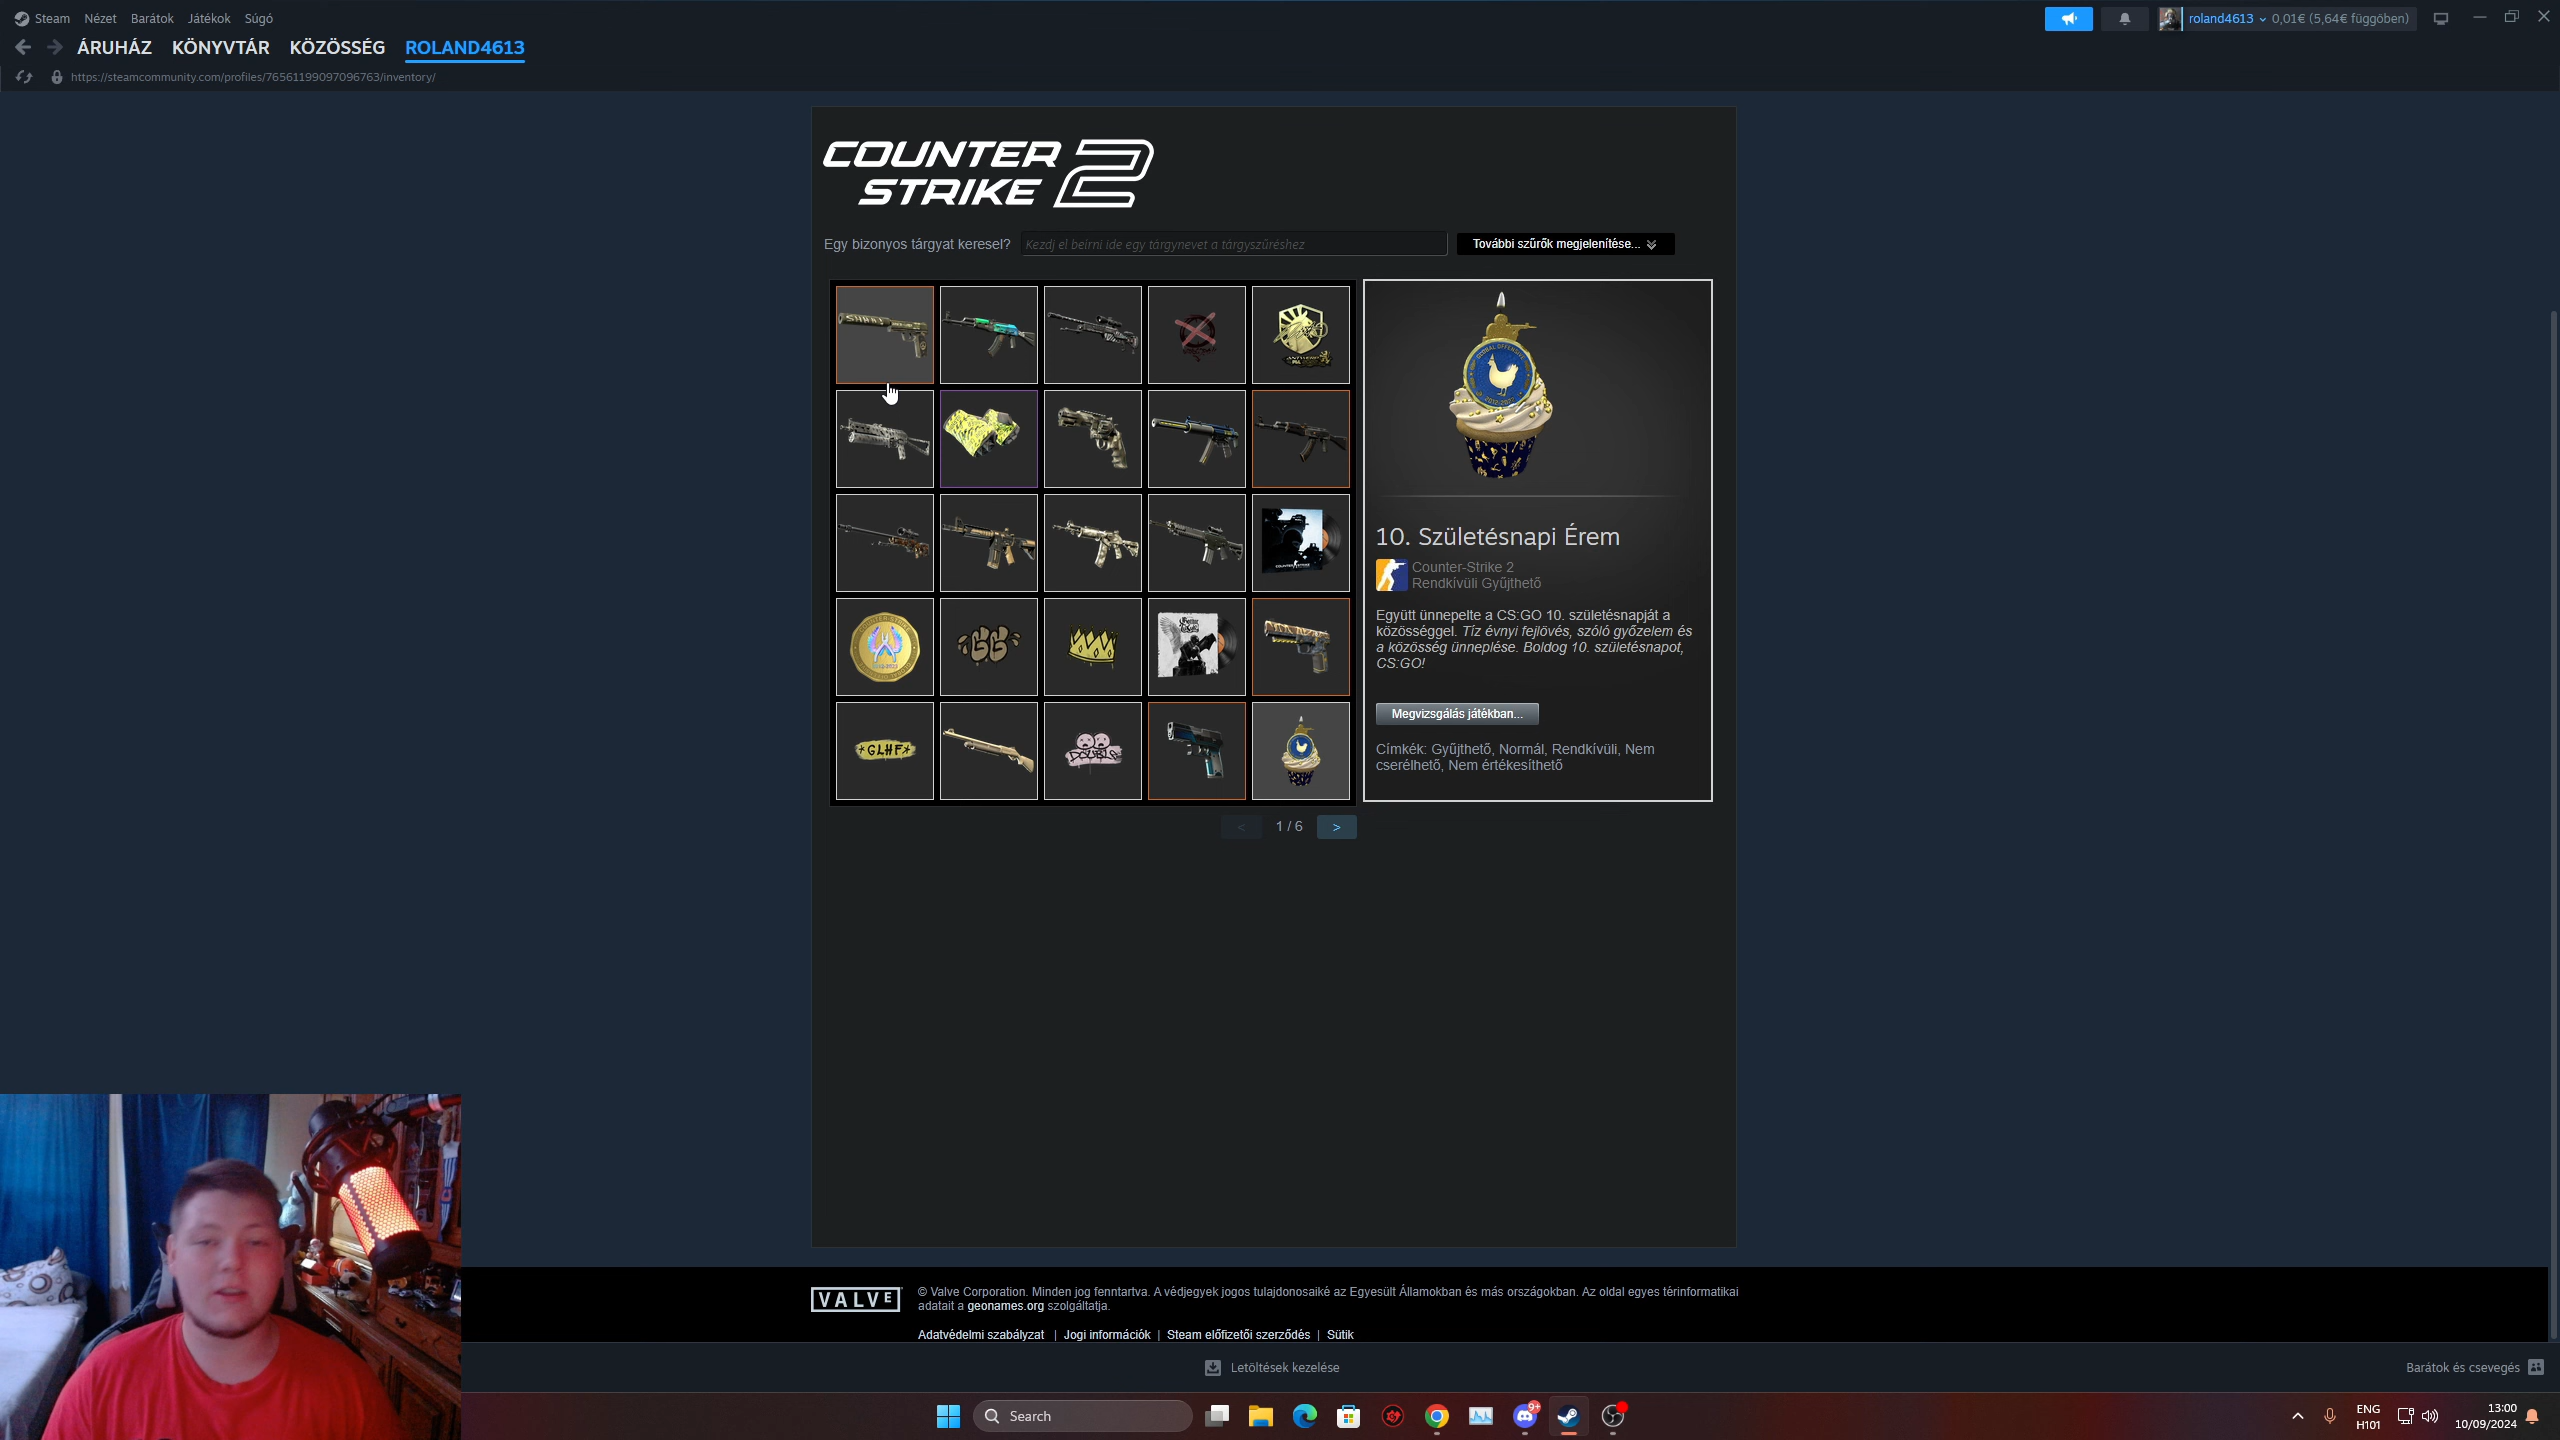 Steam Nézet Barátok Játékok Súgó
roland4613 0,01€ (5,64€ függőben)
ÁRUHÁZ KÖNYVTÁR KÖZÖSSÉG ROLAND4613
https://steamcommunity.com/profiles/76561199097096763/inventory/
COUNTER
STRIKE 2
Egy bizonyos tárgyat keresel? Kezdj el beírni ide egy tárgynevet a tárgyszűréshez További szűrők megjelenítése...
10. Születésnapi Érem
Counter-Strike 2
Rendkívüli Gyűjthető
Együtt ünnepelte a CS:GO 10. születésnapját a
közösséggel. Tíz évnyi fejlövés, szóló győzelem és
a közösség ünneplése. Boldog 10. születésnapot,
CS:GO!
*GLHF*
Megvizsgálás játékban...
Címkék: Gyűjthető, Normál, Rendkívüli, Nem
cserélhető, Nem értékesíthető
< 1 / 6 >
VALVE
© Valve Corporation. Minden jog fenntartva. A védjegyek jogos tulajdonosaiké az Egyesült Államokban és más országokban. Az oldal egyes térinformatikai
adatait a geonames.org szolgáltatja.
Adatvédelmi szabályzat | Jogi információk | Steam előfizetői szerződés | Sütik
Letöltések kezelése
Barátok és csevegés
Search
9+
ENG
H101
13:00
10/09/2024